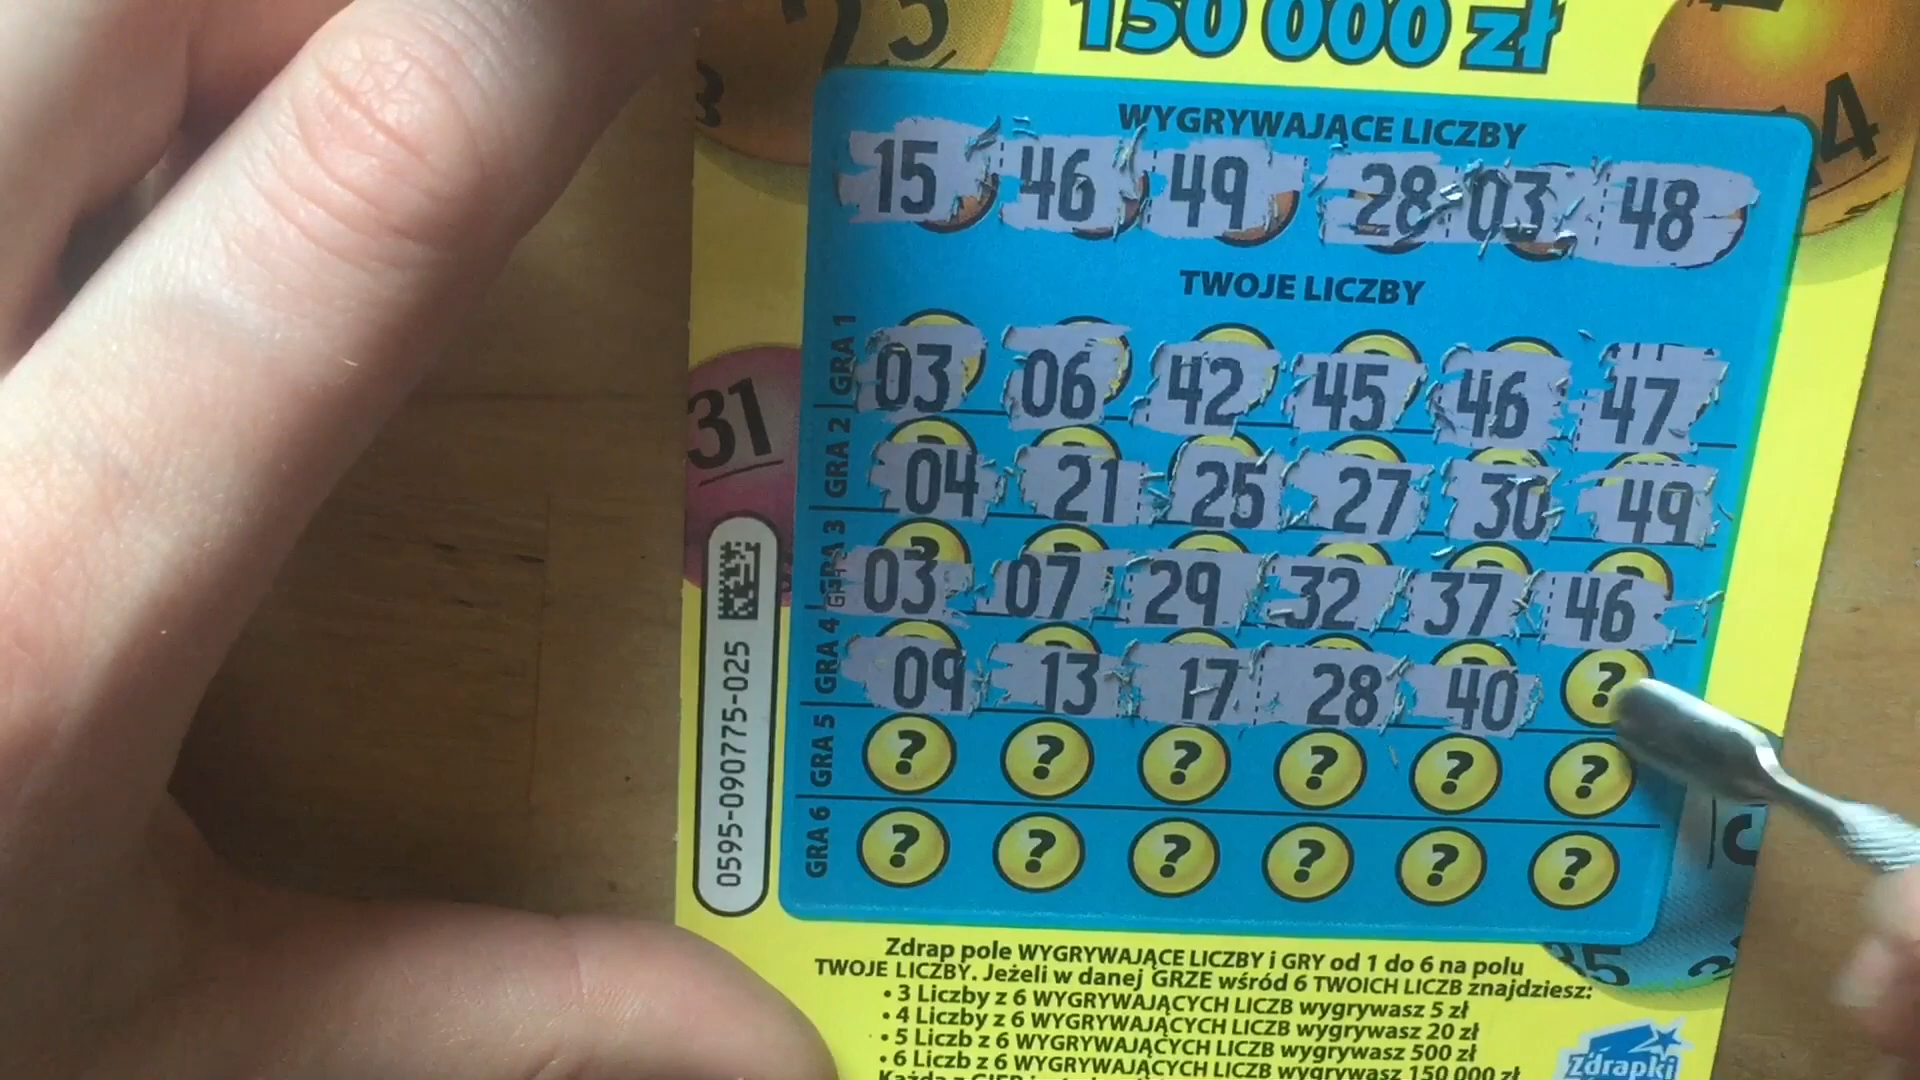 25
150 000 zł
14
WYGRYWAJĄCE LICZBY
15 46 49 28 03 48
TWOJE LICZBY
GRA 1 03 06 42 45 46 47
GRA 2 04 21 25 27 30 49
GRA 3 03 07 29 32 37 46
GRA 4 09 13 17 28 40 ?
GRA 5 ? ? ? ? ? ?
GRA 6 ? ? ? ? ? ?
31
0595-090775-025
35
Zdrap pole WYGRYWAJĄCE LICZBY i GRY od 1 do 6 na polu
TWOJE LICZBY. Jeżeli w danej GRZE wśród 6 TWOICH LICZB znajdziesz:
• 3 Liczby z 6 WYGRYWAJĄCYCH LICZB wygrywasz 5 zł
• 4 Liczby z 6 WYGRYWAJĄCYCH LICZB wygrywasz 20 zł
• 5 Liczb z 6 WYGRYWAJĄCYCH LICZB wygrywasz 500 zł
• 6 Liczb z 6 WYGRYWAJĄCYCH LICZB wygrywasz 150 000 zł
Zdrapki